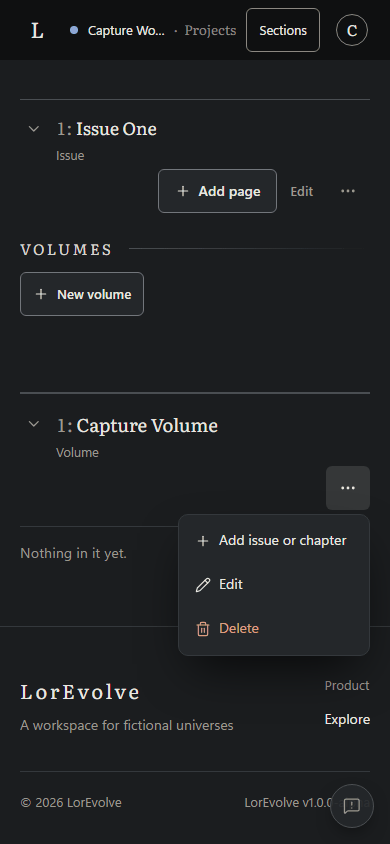 L
Capture Wo... · Projects
Sections
C
1: Issue One
Issue
Add page
Edit
VOLUMES
New volume
1: Capture Volume
Volume
Nothing in it yet.
Add issue or chapter
Edit
Delete
LorEvolve
A workspace for fictional universes
Product
Explore
© 2026 LorEvolve
LorEvolve v1.0.0